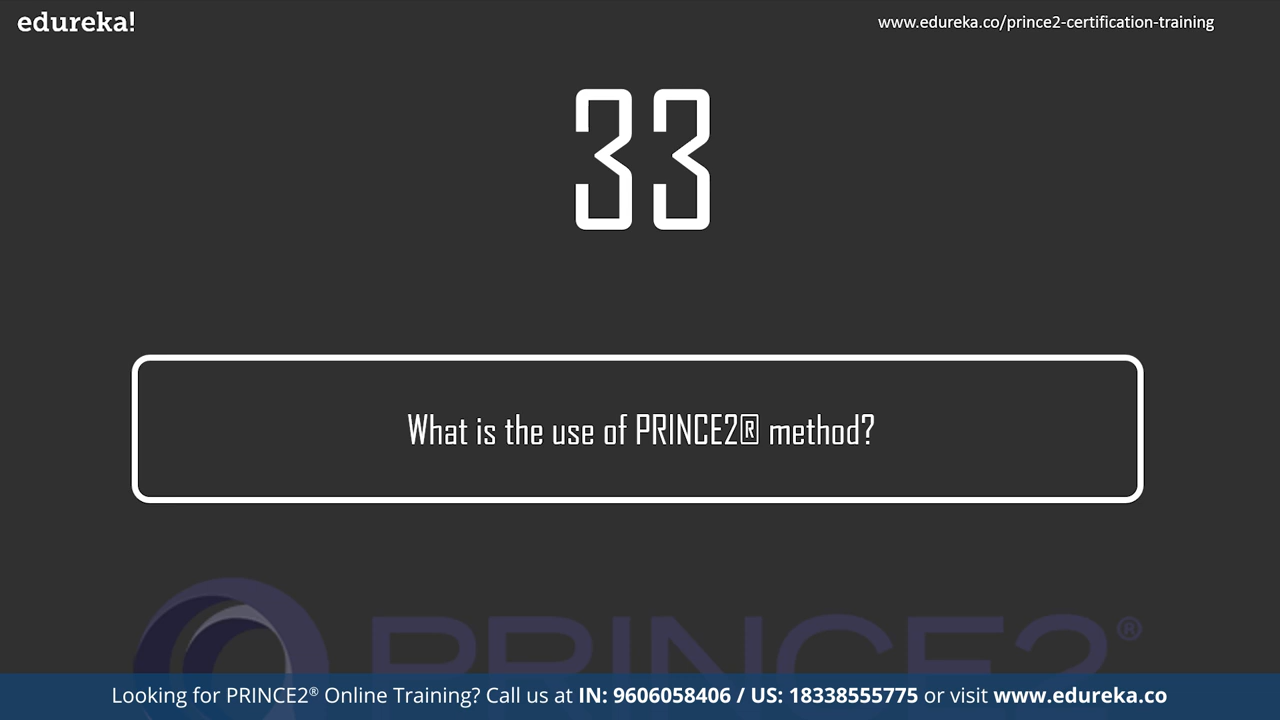 edureka!
www.edureka.co/prince2-certification-training
33
What is the use of PRINCE2® method?
PRINCE2®
Looking for PRINCE2® Online Training? Call us at IN: 9606058406 / US: 18338555775 or visit www.edureka.co